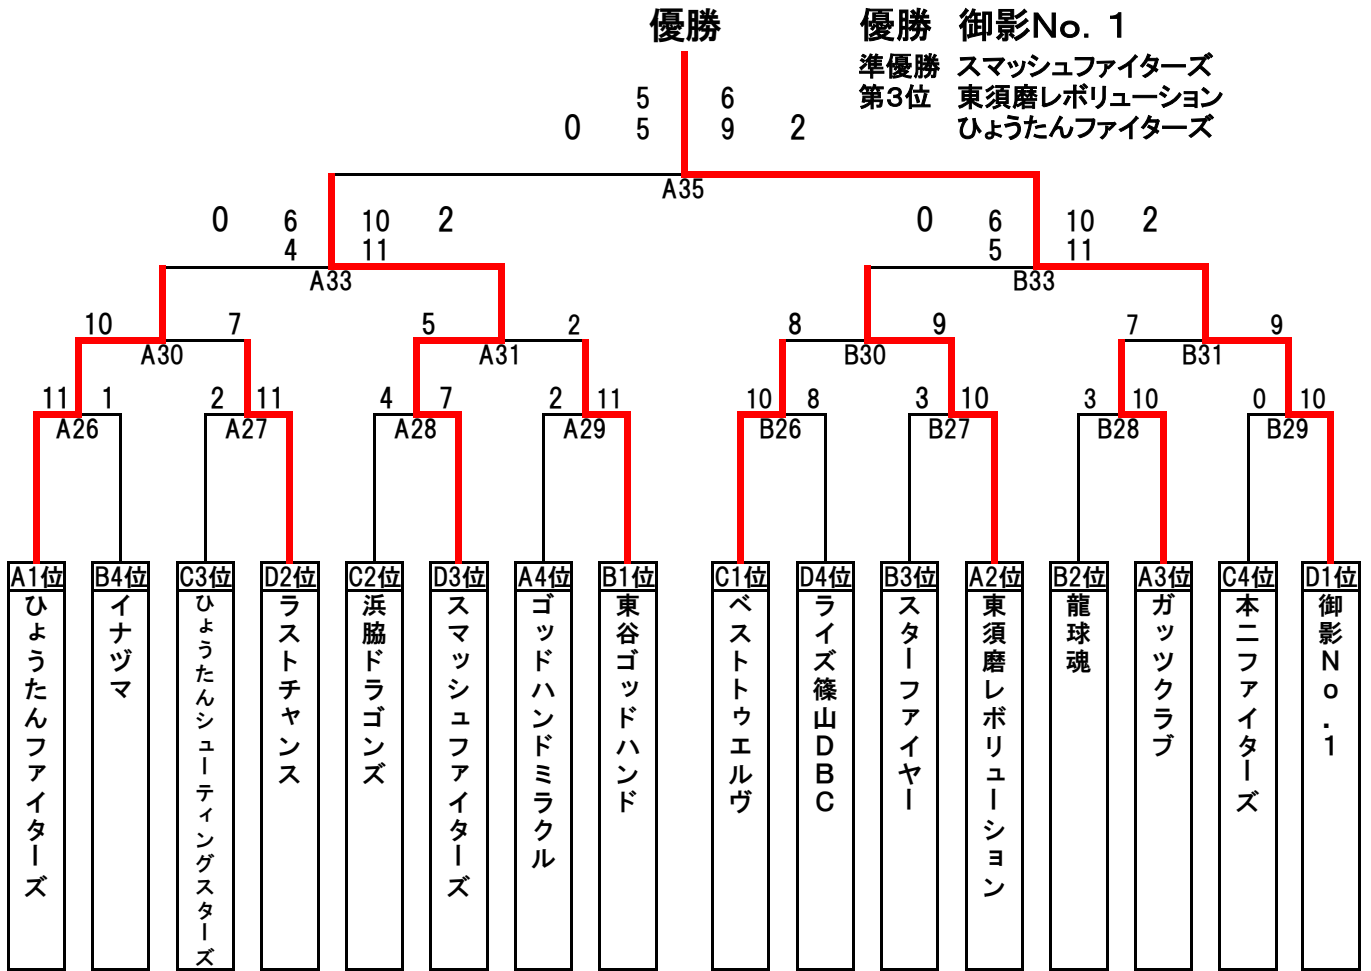 優勝
優勝 御影No. 1
準優勝 スマッシュファイターズ
第3位 東須磨レボリューション
ひょうたんファイターズ
5 6
0 5 9 2
A35
0 6 10 2
4 11
A33
0 6 10 2
5 11
B33
10 7
A30
5 2
A31
8 9
B30
7 9
B31
11 1
A26
2 11
A27
4 7
A28
2 11
A29
10 8
B26
3 10
B27
3 10
B28
0 10
B29
A1位
ひょうたんファイターズ
B4位
イナヅマ
C3位
ひょうたんシューティングスターズ
D2位
ラストチャンス
C2位
浜脇ドラゴンズ
D3位
スマッシュファイターズ
A4位
ゴッドハンドミラクル
B1位
東谷ゴッドハンド
C1位
ベストトゥエルヴ
D4位
ライズ篠山DBC
B3位
スターファイヤー
A2位
東須磨レボリューション
B2位
龍球魂
A3位
ガッツクラブ
C4位
本二ファイターズ
D1位
御影No.1